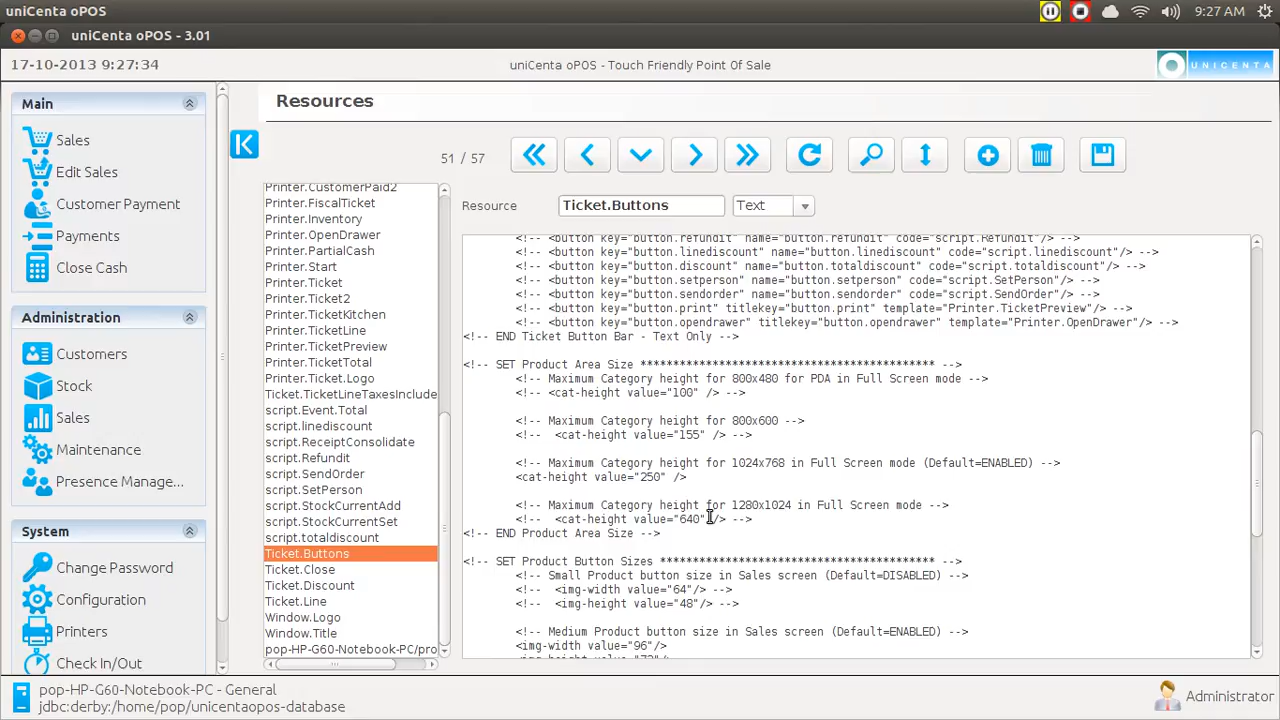 uniCenta oPOS
9:27 AM
uniCenta oPOS - 3.01
17-10-2013 9:27:34
uniCenta oPOS - Touch Friendly Point Of Sale
UNICENTA
Main
Sales
Edit Sales
Customer Payment
Payments
Close Cash
Administration
Customers
Stock
Sales
Maintenance
Presence Manage...
System
Change Password
Configuration
Printers
Check In/Out
Resources
51 / 57
Printer.CustomerPaid2
Printer.FiscalTicket
Printer.Inventory
Printer.OpenDrawer
Printer.PartialCash
Printer.Start
Printer.Ticket
Printer.Ticket2
Printer.TicketKitchen
Printer.TicketLine
Printer.TicketPreview
Printer.TicketTotal
Printer.Ticket.Logo
Ticket.TicketLineTaxesInclude
script.Event.Total
script.linediscount
script.ReceiptConsolidate
script.Refundit
script.SendOrder
script.SetPerson
script.StockCurrentAdd
script.StockCurrentSet
script.totaldiscount
Ticket.Buttons
Ticket.Close
Ticket.Discount
Ticket.Line
Window.Logo
Window.Title
pop-HP-G60-Notebook-PC/pro
Resource Ticket.Buttons Text
<!-- <button key="button.refundit" name="button.refundit" code="script.Refundit"/> -->
<!-- <button key="button.linediscount" name="button.linediscount" code="script.linediscount"/> -->
<!-- <button key="button.discount" name="button.totaldiscount" code="script.totaldiscount"/> -->
<!-- <button key="button.setperson" name="button.setperson" code="script.SetPerson"/> -->
<!-- <button key="button.sendorder" name="button.sendorder" code="script.SendOrder"/> -->
<!-- <button key="button.print" titlekey="button.print" template="Printer.TicketPreview"/> -->
<!-- <button key="button.opendrawer" titlekey="button.opendrawer" template="Printer.OpenDrawer"/> -->
<!-- END Ticket Button Bar - Text Only -->
<!-- SET Product Area Size ********************************************* -->
<!-- Maximum Category height for 800x480 for PDA in Full Screen mode -->
<!-- <cat-height value="100" /> -->
<!-- Maximum Category height for 800x600 -->
<!-- <cat-height value="155" /> -->
<!-- Maximum Category height for 1024x768 in Full Screen mode (Default=ENABLED) -->
<cat-height value="250" />
<!-- Maximum Category height for 1280x1024 in Full Screen mode -->
<!-- <cat-height value="640" /> -->
<!-- END Product Area Size -->
<!-- SET Product Button Sizes ****************************************** -->
<!-- Small Product button size in Sales screen (Default=DISABLED) -->
<!-- <img-width value="64"/> -->
<!-- <img-height value="48"/> -->
<!-- Medium Product button size in Sales screen (Default=ENABLED) -->
<img-width value="96"/>
pop-HP-G60-Notebook-PC - General
jdbc:derby:/home/pop/unicentaopos-database
Administrator